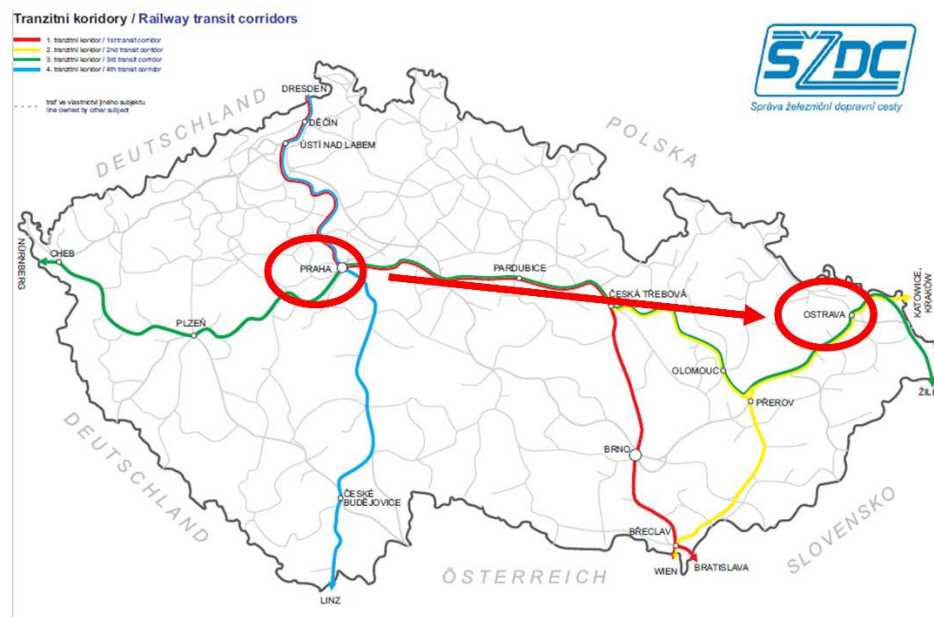 Tranzitní koridory / Railway transit corridors
1. tranzitní koridor / 1st transit corridor
2. tranzitní koridor / 2nd transit corridor
3. tranzitní koridor / 3rd transit corridor
4. tranzitní koridor / 4th transit corridor
trať ve vlastnictví jiného subjektu
line owned by other subject
SŽDC
Správa železniční dopravní cesty
DEUTSCHLAND
DRESDEN
DĚČÍN
ÚSTÍ NAD LABEM
POLSKA
NÜRNBERG
CHEB
PRAHA
PARDUBICE
ČESKÁ TŘEBOVÁ
OSTRAVA
KATOWICE,
KRAKÓW
PLZEŇ
OLOMOUC
PŘEROV
ŽILI
DEUTSCHLAND
BRNO
ČESKÉ
BUDĚJOVICE
BŘECLAV
SLOVENSKO
WIEN
BRATISLAVA
ÖSTERREICH
LINZ